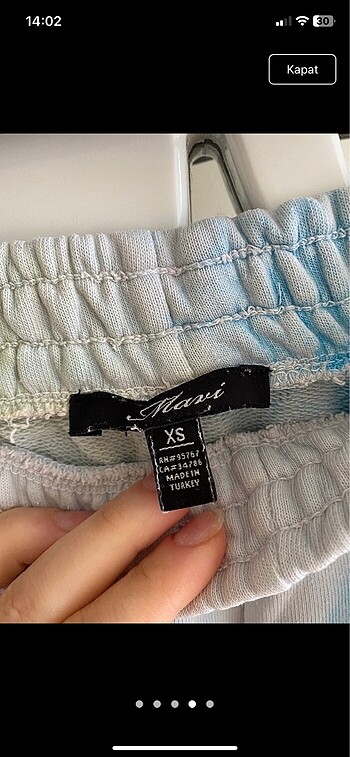 14:02
30
Kapat
Mavi
XS
RN#95767
CA#34786
MADE IN
TURKEY